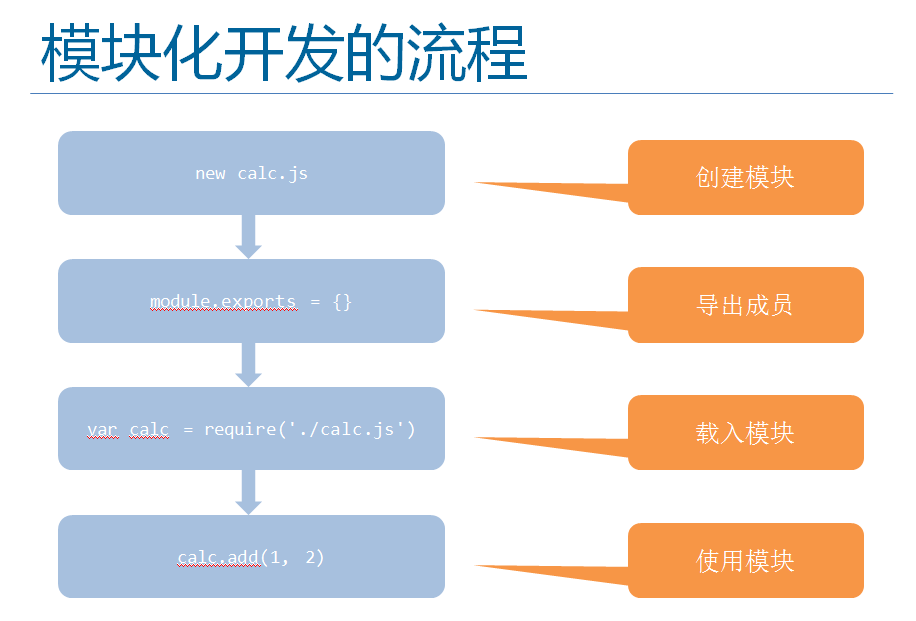 模块化开发的流程
new calc.js
创建模块
module.exports = {}
导出成员
var calc = require('./calc.js')
载入模块
calc.add(1, 2)
使用模块